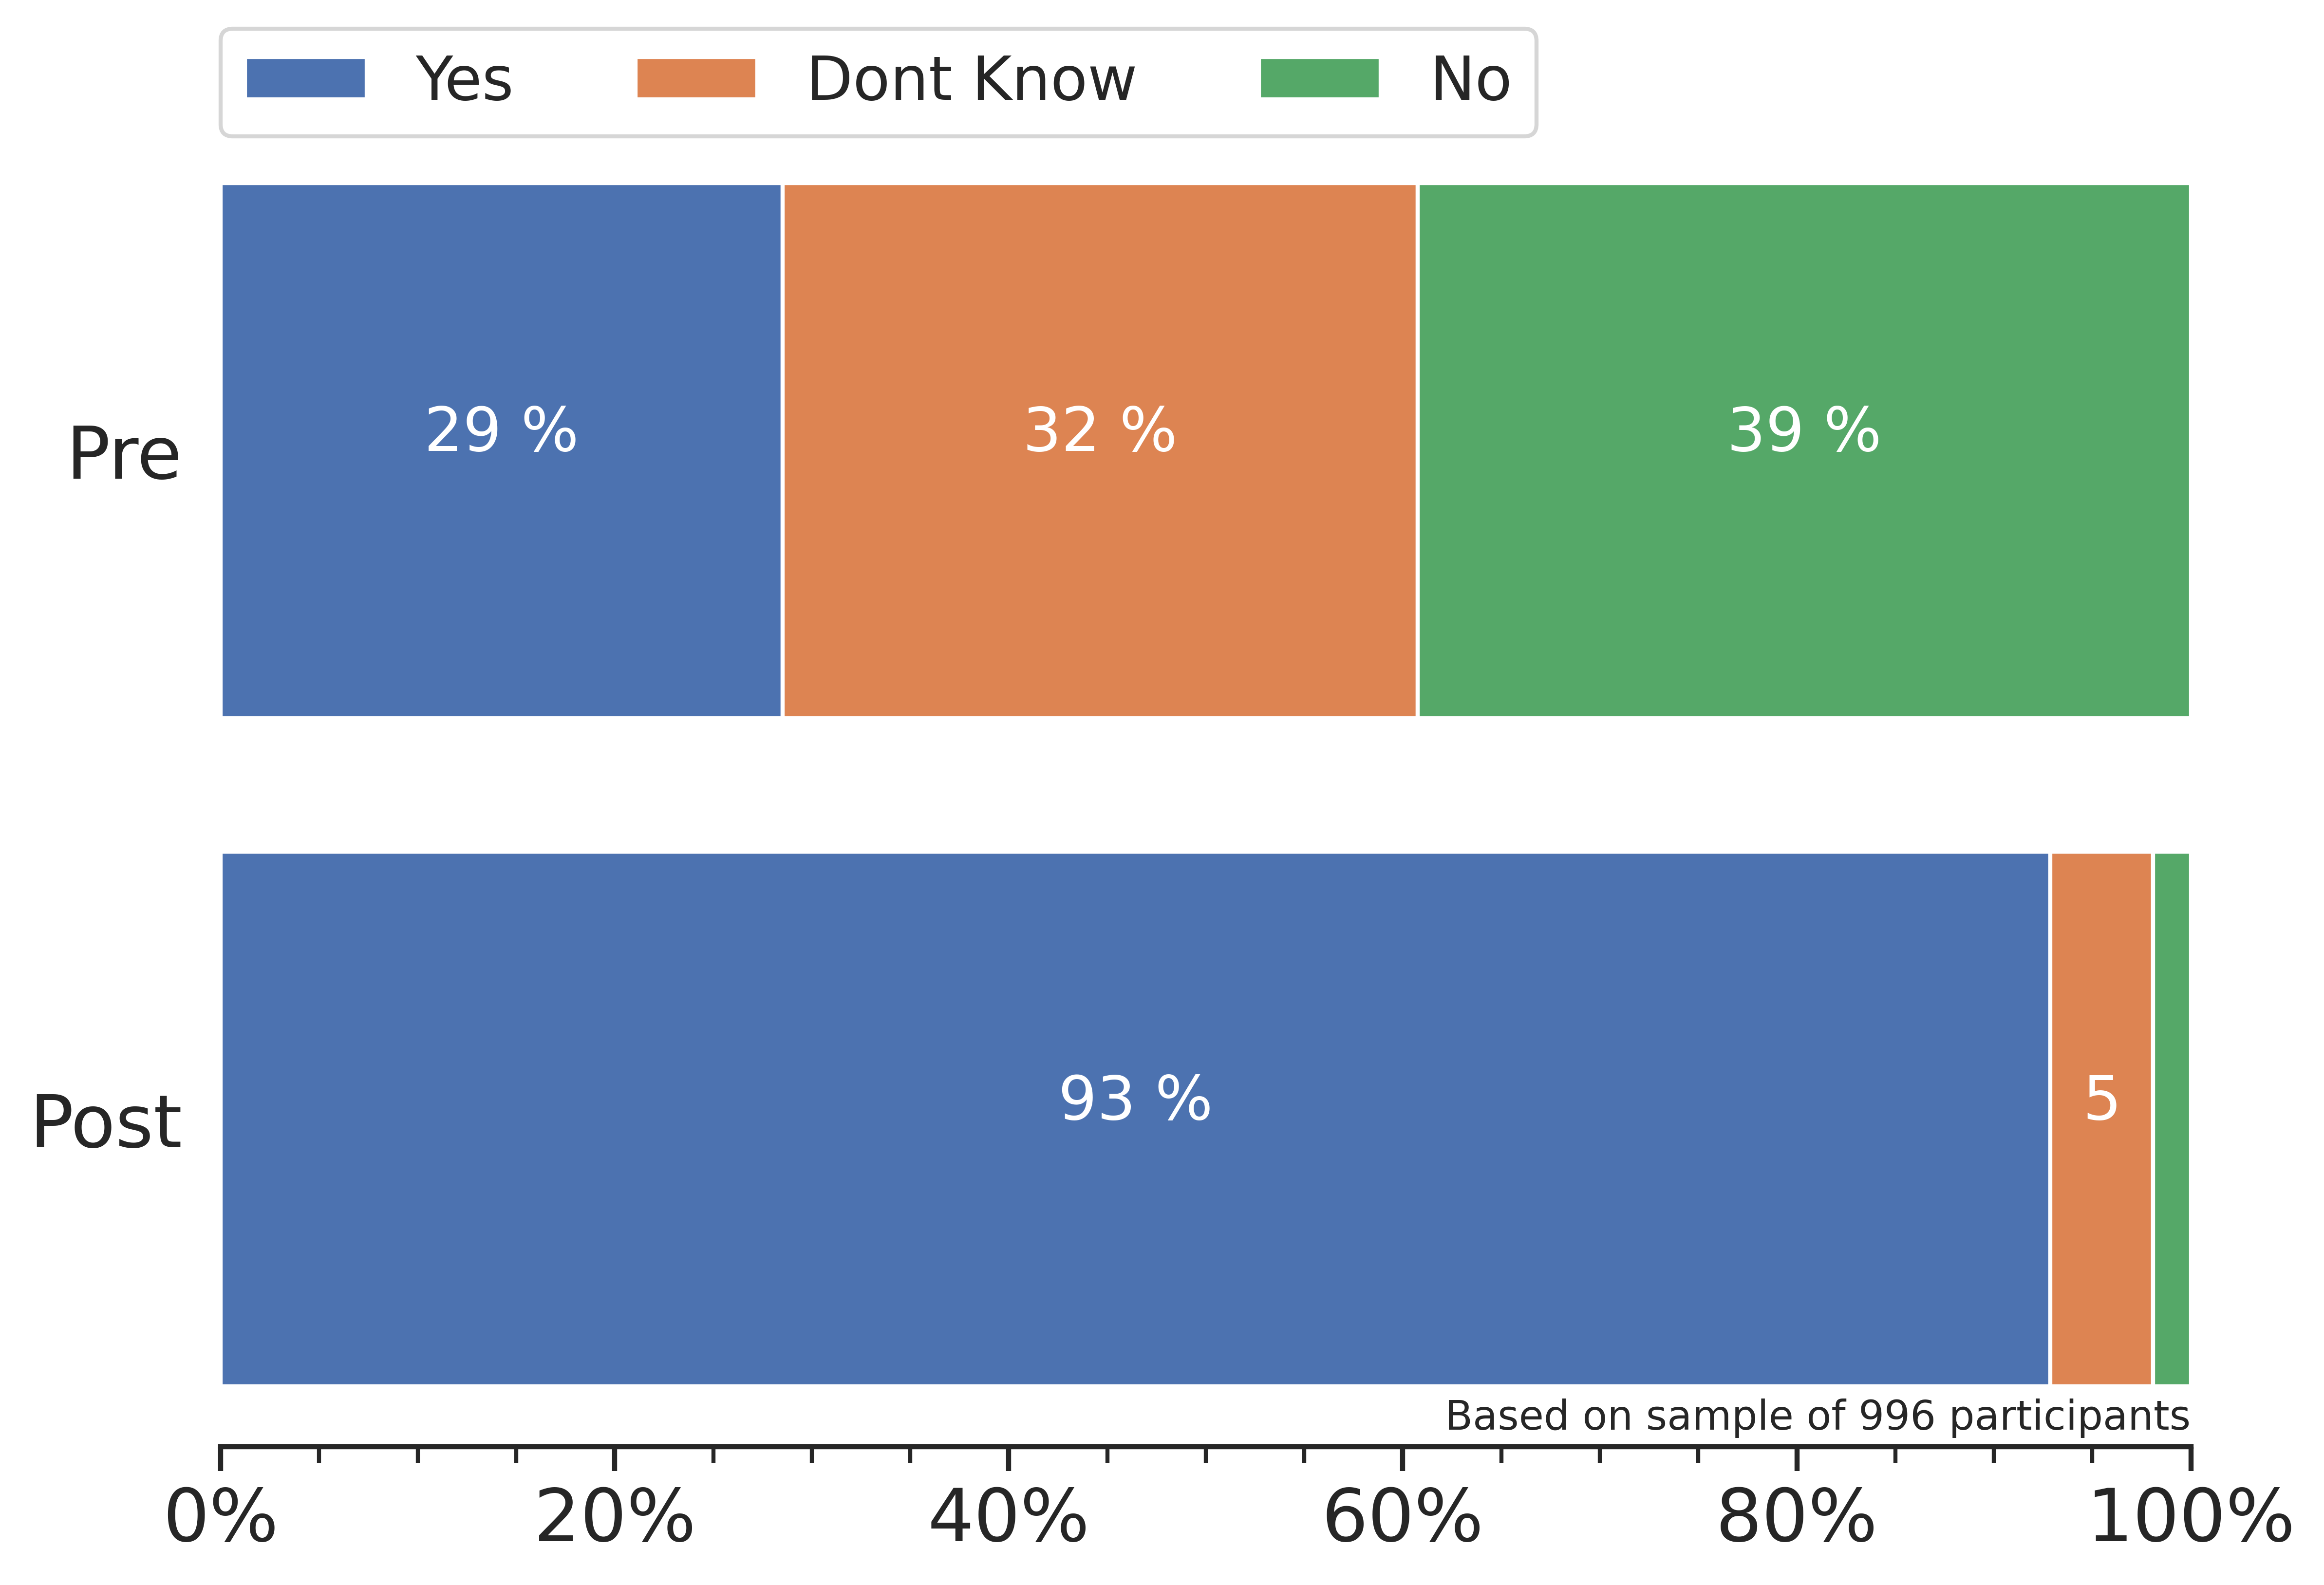 Yes Dont Know No
Pre
29 % 32 % 39 %
Post
93 % 5
Based on sample of 996 participants
0% 20% 40% 60% 80% 100%